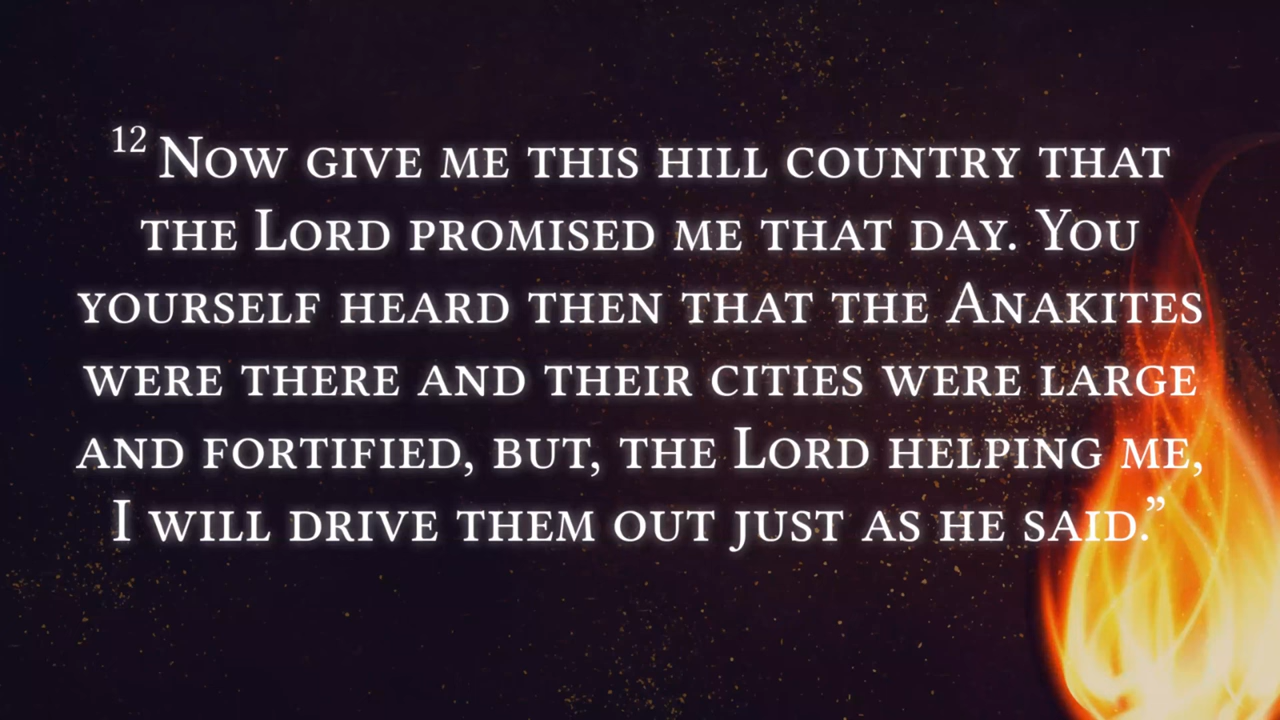 12 Now give me this hill country that
the Lord promised me that day. You
yourself heard then that the Anakites
were there and their cities were large
and fortified, but, the Lord helping me,
I will drive them out just as he said.”